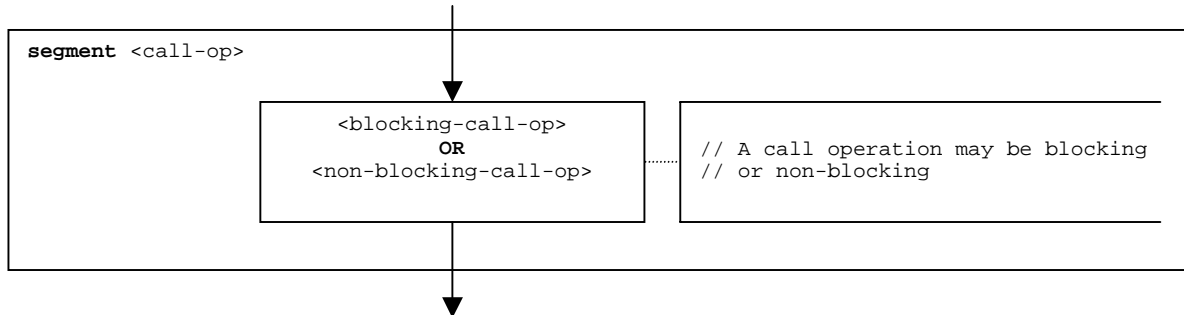 segment <call-op>
<blocking-call-op>
OR
<non-blocking-call-op>
// A call operation may be blocking
// or non-blocking